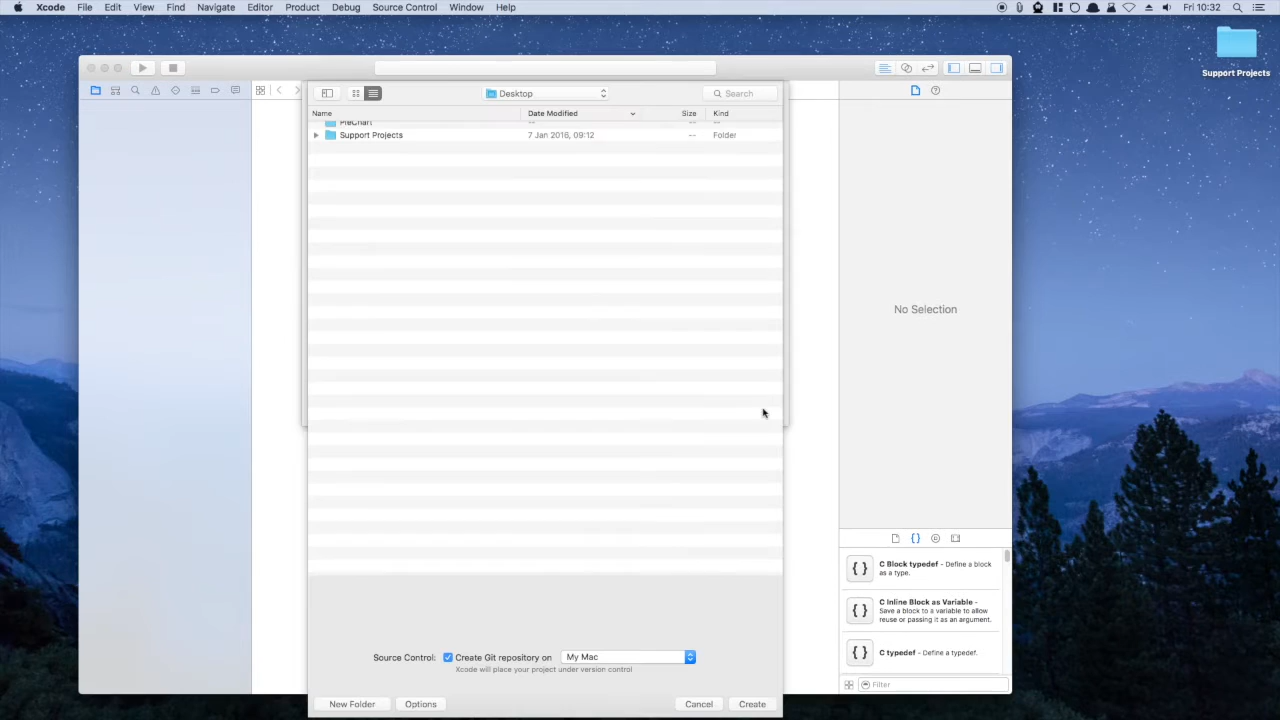 Xcode File Edit View Find Navigate Editor Product Debug Source Control Window Help Fri 10:32
Support Projects
Desktop
Search
Name Date Modified Size Kind
PieChart -- --
Support Projects 7 Jan 2016, 09:12 -- Folder
No Selection
{ } C Block typedef - Define a block
as a type.
{ } C Inline Block as Variable -
Save a block to a variable to allow
reuse or passing it as an argument.
{ } C typedef - Define a typedef.
Filter
Source Control: Create Git repository on My Mac
Xcode will place your project under version control
New Folder Options Cancel Create